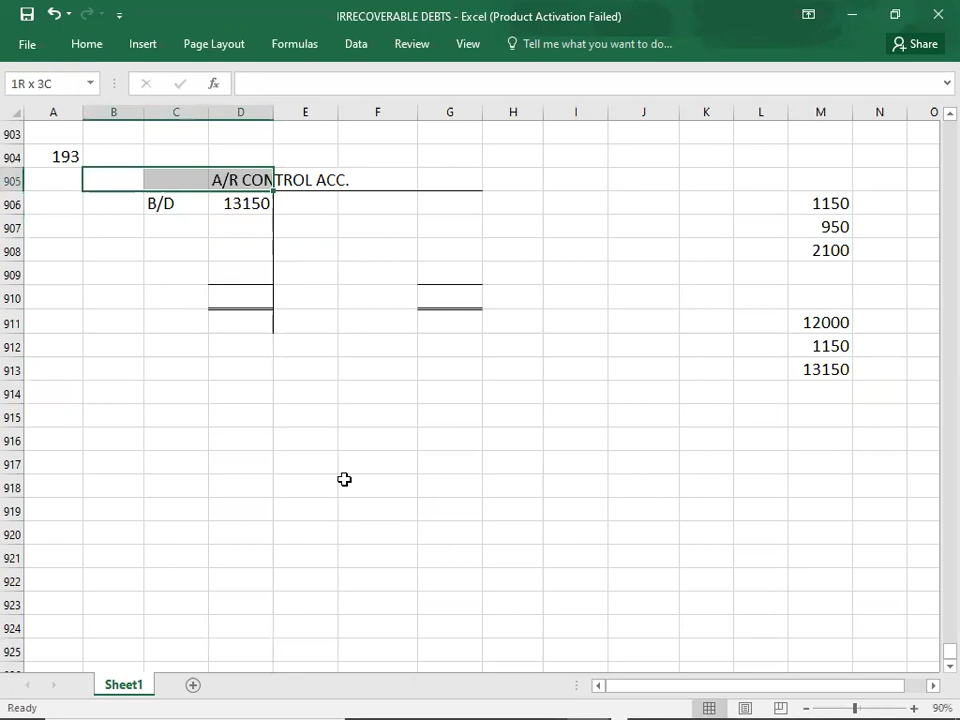 IRRECOVERABLE DEBTS - Excel (Product Activation Failed)
File Home Insert Page Layout Formulas Data Review View Tell me what you want to do... Share
1R x 3C fx
A B C D E F G H I J K L M N O
903
904 193
905 A/R CONTROL ACC.
906 B/D 13150 1150
907 950
908 2100
909
910
911 12000
912 1150
913 13150
914
915
916
917
918
919
920
921
922
923
924
925
Sheet1
Ready 90%